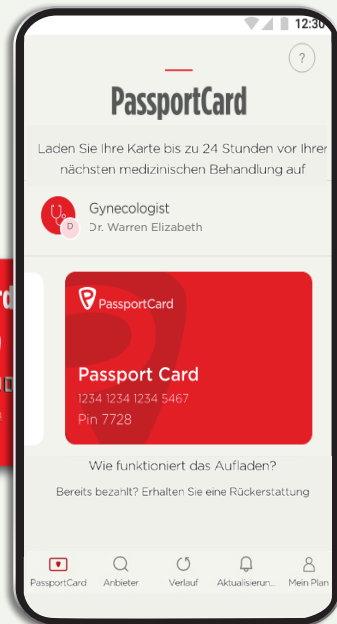 12:30
?
PassportCard
Laden Sie Ihre Karte bis zu 24 Stunden vor Ihrer
nächsten medizinischen Behandlung auf
Gynecologist
D
Dr. Warren Elizabeth
PassportCard
Passport Card
1234 1234 1234 5467
Pin 7728
Wie funktioniert das Aufladen?
Bereits bezahlt? Erhalten Sie eine Rückerstattung
PassportCard
Anbieter
Verlauf
Aktualisierun...
Mein Plan